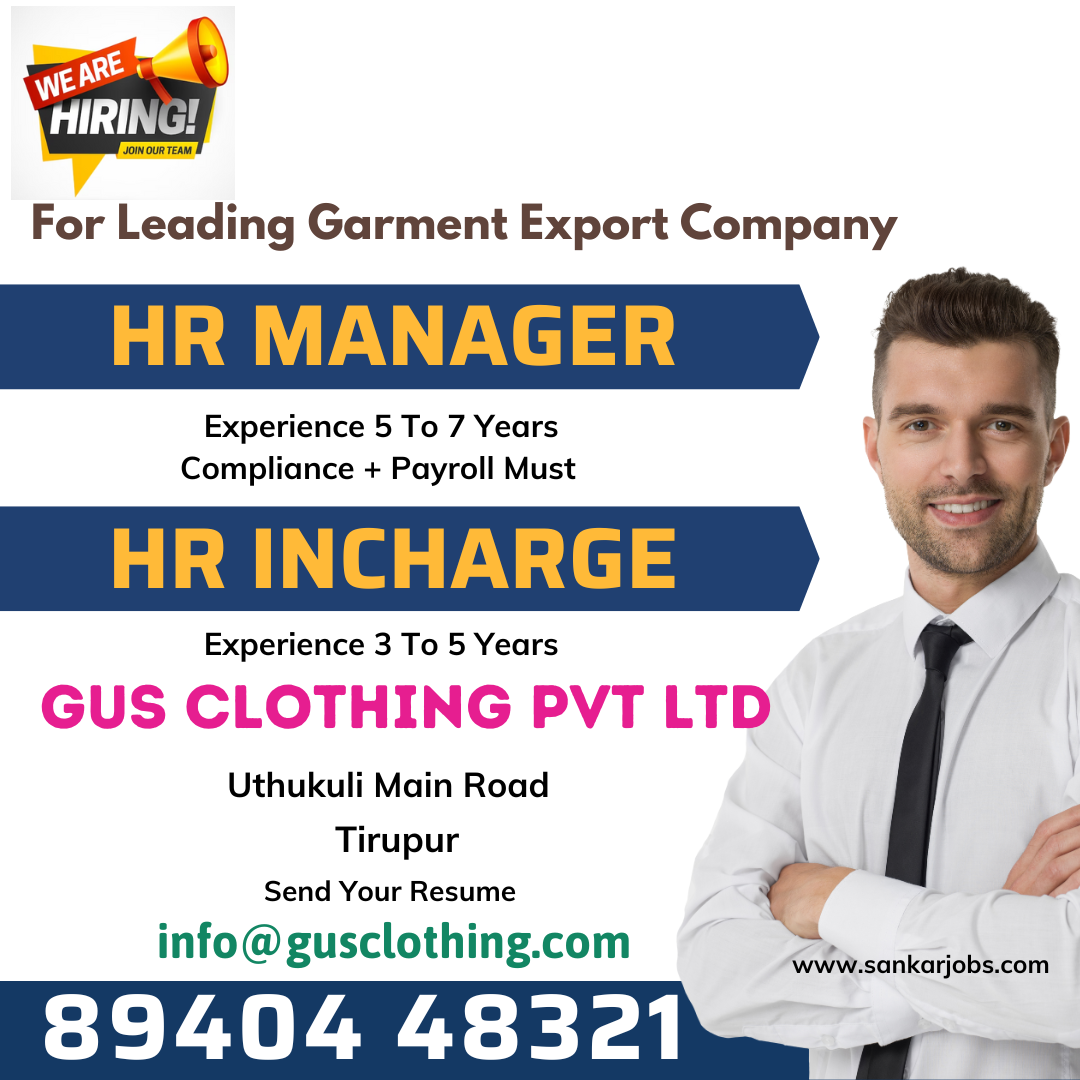 WE ARE
HIRING!
JOIN OUR TEAM
For Leading Garment Export Company
HR MANAGER
Experience 5 To 7 Years
Compliance + Payroll Must
HR INCHARGE
Experience 3 To 5 Years
GUS CLOTHING PVT LTD
Uthukuli Main Road
Tirupur
Send Your Resume
info@gusclothing.com
www.sankarjobs.com
89404 48321